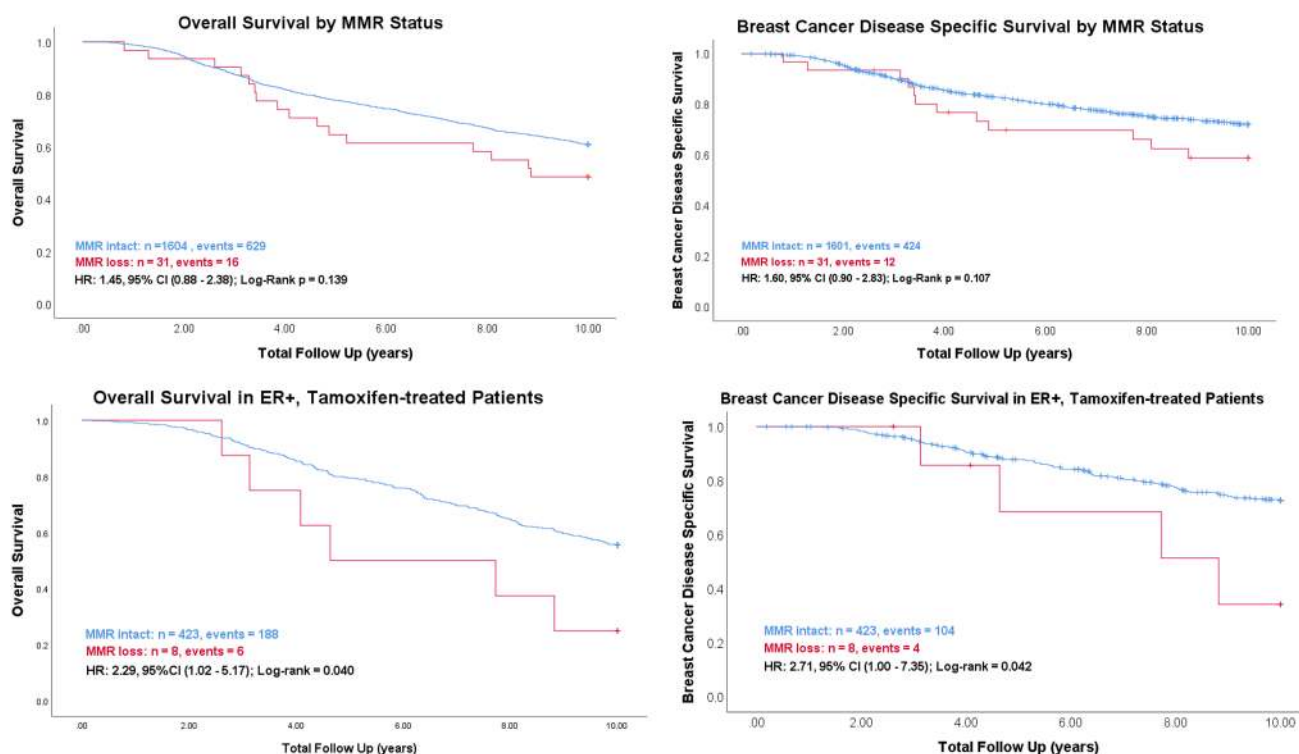 Overall Survival by MMR Status
Overall Survival
1.0
0.8
0.6
0.4
0.2
0.0
MMR intact: n =1604 , events = 629
MMR loss: n = 31, events = 16
HR: 1.45, 95% CI (0.88 - 2.38); Log-Rank p = 0.139
.00 2.00 4.00 6.00 8.00 10.00
Total Follow Up (years)
Breast Cancer Disease Specific Survival by MMR Status
Breast Cancer Disease Specific Survival
1.0
0.8
0.6
0.4
0.2
0.0
MMR intact: n = 1601, events = 424
MMR loss: n = 31, events = 12
HR: 1.60, 95% CI (0.90 - 2.83); Log-Rank p = 0.107
.00 2.00 4.00 6.00 8.00 10.00
Total Follow Up (years)
Overall Survival in ER+, Tamoxifen-treated Patients
Overall Survival
1.0
0.8
0.6
0.4
0.2
0.0
MMR intact: n = 423, events = 188
MMR loss: n = 8, events = 6
HR: 2.29, 95%CI (1.02 - 5.17); Log-rank = 0.040
.00 2.00 4.00 6.00 8.00 10.00
Total Follow Up (years)
Breast Cancer Disease Specific Survival in ER+, Tamoxifen-treated Patients
Breast Cancer Disease Specific Survival
1.0
0.8
0.6
0.4
0.2
0.0
MMR intact: n = 423, events = 104
MMR loss: n = 8, events = 4
HR: 2.71, 95% CI (1.00 - 7.35); Log-rank = 0.042
.00 2.00 4.00 6.00 8.00 10.00
Total Follow Up (years)